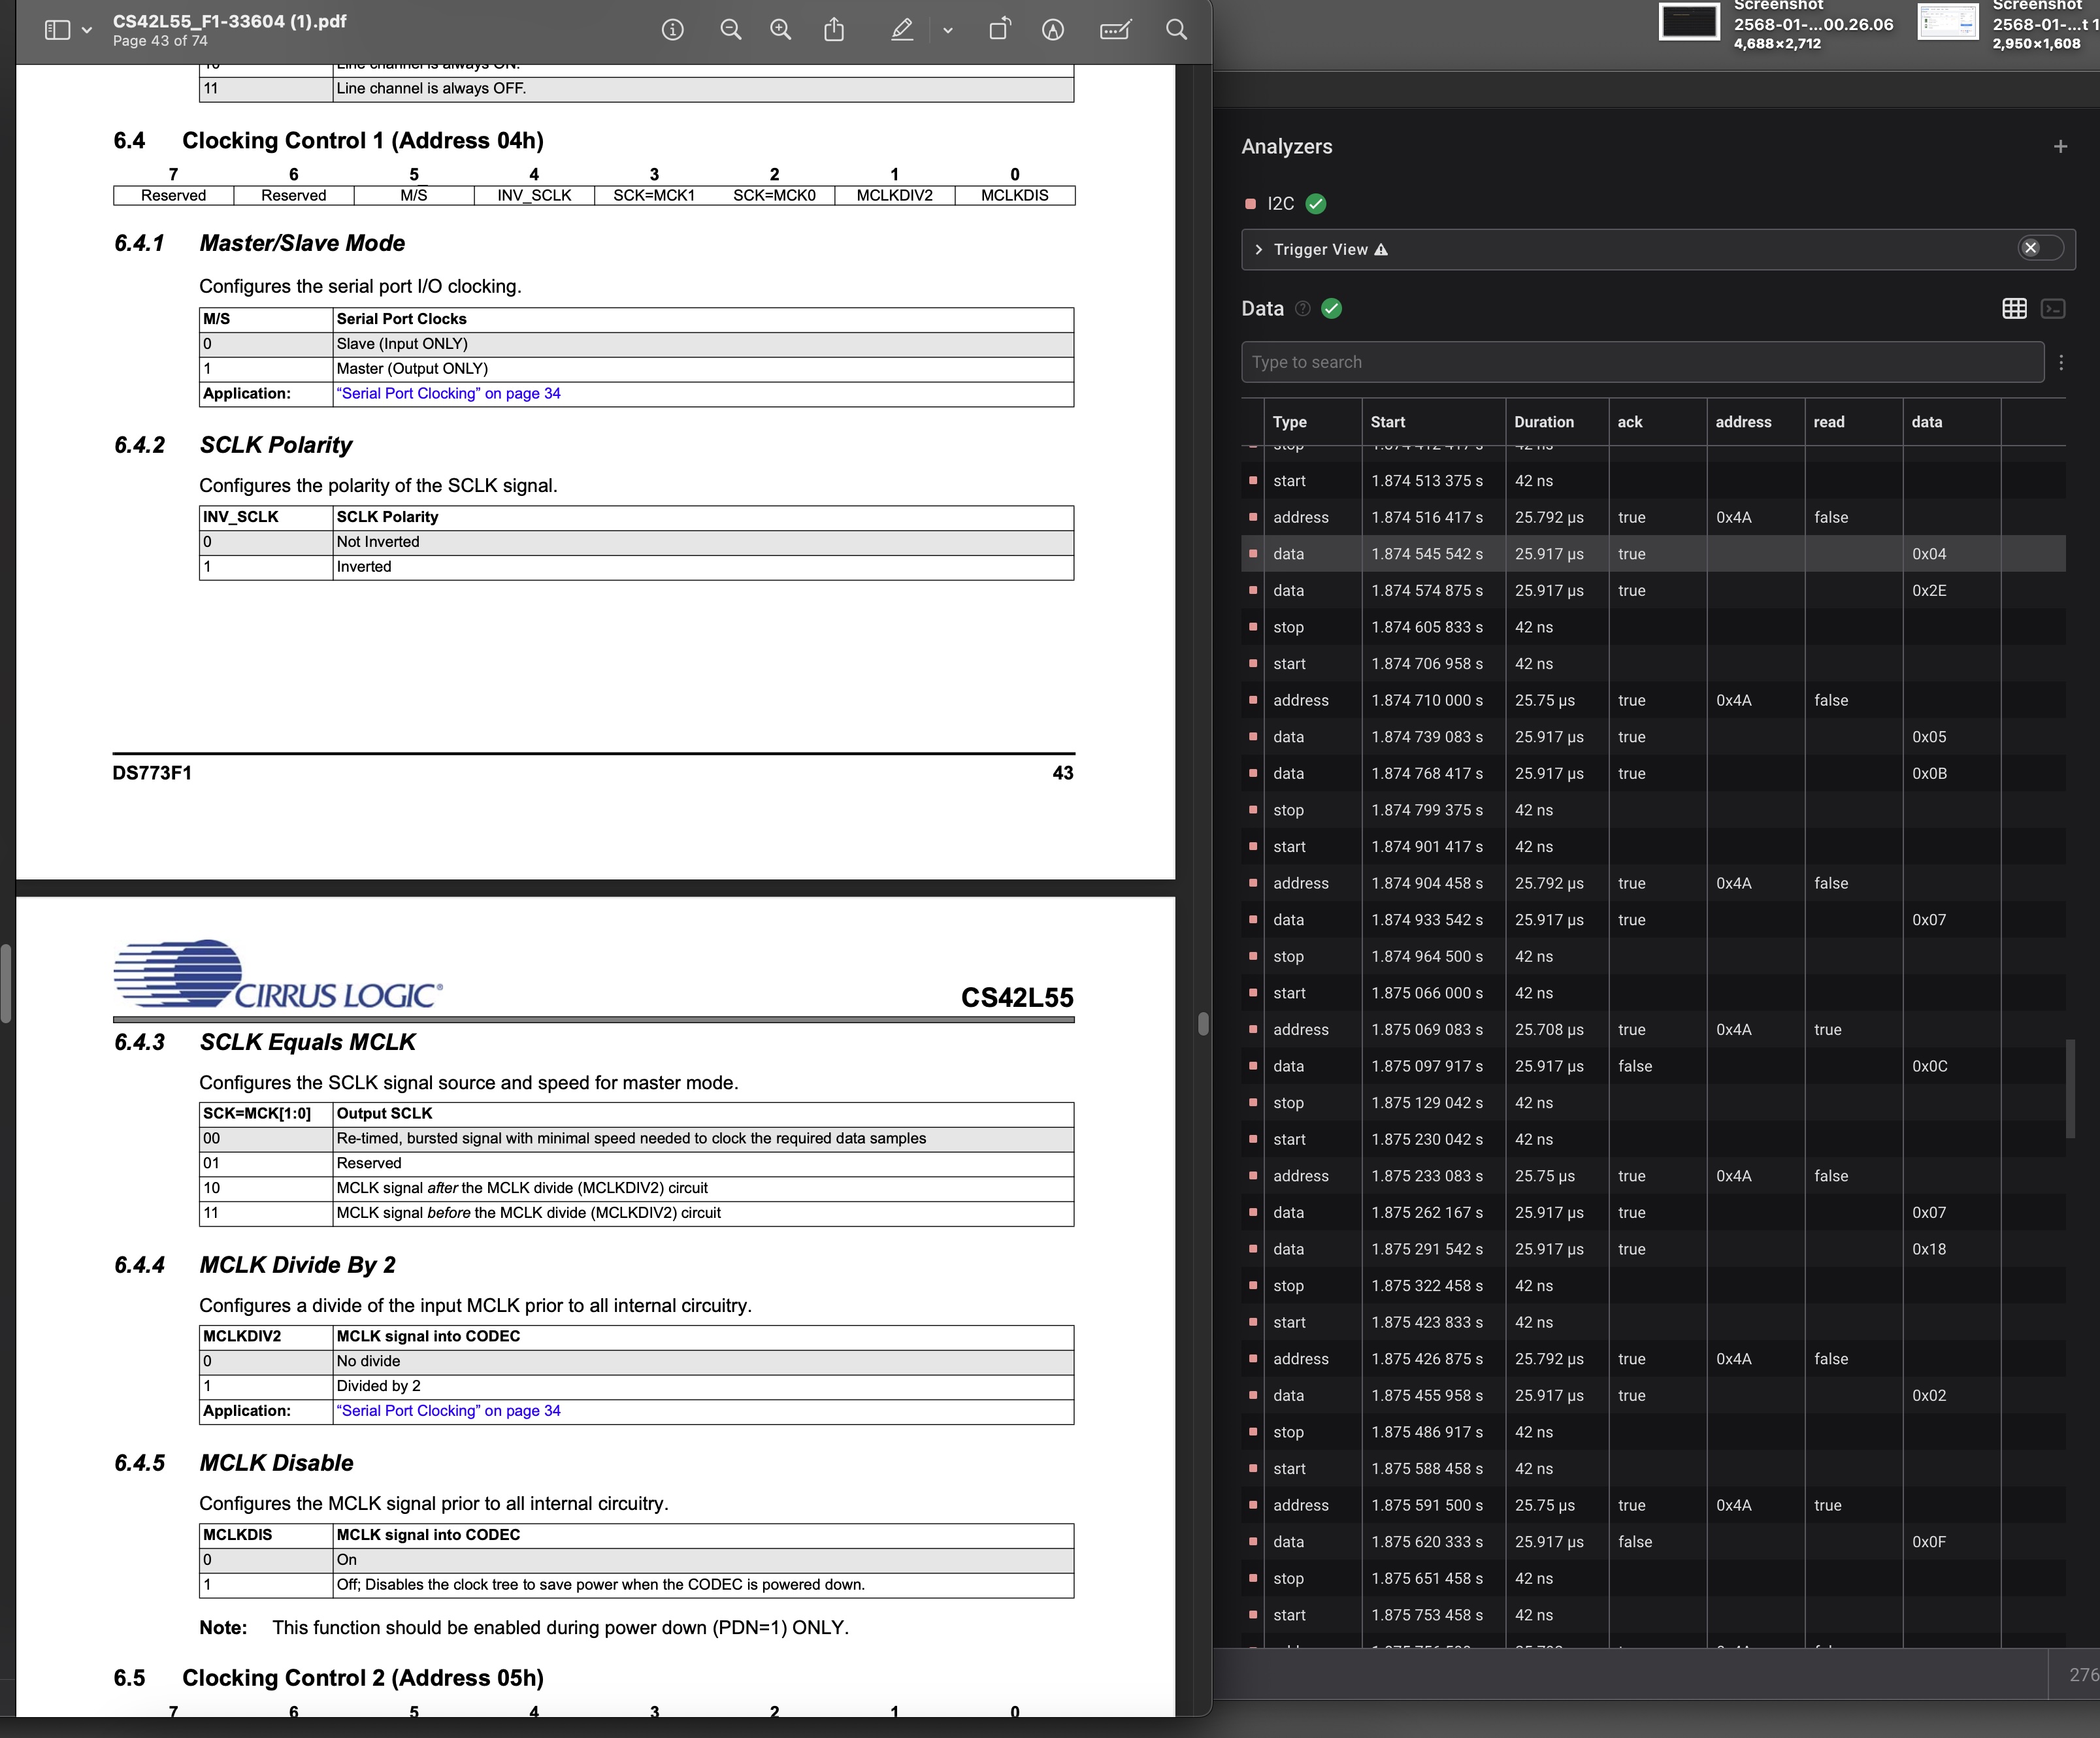 CS42L55_F1-33604 (1).pdf
Page 43 of 74
10 Line channel is always ON.
11 Line channel is always OFF.
6.4 Clocking Control 1 (Address 04h)
7 6 5 4 3 2 1 0
Reserved Reserved M/S̅ INV_SCLK SCK=MCK1 SCK=MCK0 MCLKDIV2 MCLKDIS
6.4.1 Master/Slave Mode
Configures the serial port I/O clocking.
M/S Serial Port Clocks
0 Slave (Input ONLY)
1 Master (Output ONLY)
Application: “Serial Port Clocking” on page 34
6.4.2 SCLK Polarity
Configures the polarity of the SCLK signal.
INV_SCLK SCLK Polarity
0 Not Inverted
1 Inverted
DS773F1 43
CIRRUS LOGIC®
CS42L55
6.4.3 SCLK Equals MCLK
Configures the SCLK signal source and speed for master mode.
SCK=MCK[1:0] Output SCLK
00 Re-timed, bursted signal with minimal speed needed to clock the required data samples
01 Reserved
10 MCLK signal after the MCLK divide (MCLKDIV2) circuit
11 MCLK signal before the MCLK divide (MCLKDIV2) circuit
6.4.4 MCLK Divide By 2
Configures a divide of the input MCLK prior to all internal circuitry.
MCLKDIV2 MCLK signal into CODEC
0 No divide
1 Divided by 2
Application: “Serial Port Clocking” on page 34
6.4.5 MCLK Disable
Configures the MCLK signal prior to all internal circuitry.
MCLKDIS MCLK signal into CODEC
0 On
1 Off; Disables the clock tree to save power when the CODEC is powered down.
Note: This function should be enabled during power down (PDN=1) ONLY.
6.5 Clocking Control 2 (Address 05h)
7 6 5 4 3 2 1 0
Screenshot
2568-01-...00.26.06
4,688×2,712
Screenshot
2568-01-...t 1
2,950×1,608
Analyzers
I2C
Trigger View
Data
Type to search
Type Start Duration ack address read data
stop 1.874 412 417 s 42 ns
start 1.874 513 375 s 42 ns
address 1.874 516 417 s 25.792 µs true 0x4A false
data 1.874 545 542 s 25.917 µs true 0x04
data 1.874 574 875 s 25.917 µs true 0x2E
stop 1.874 605 833 s 42 ns
start 1.874 706 958 s 42 ns
address 1.874 710 000 s 25.75 µs true 0x4A false
data 1.874 739 083 s 25.917 µs true 0x05
data 1.874 768 417 s 25.917 µs true 0x0B
stop 1.874 799 375 s 42 ns
start 1.874 901 417 s 42 ns
address 1.874 904 458 s 25.792 µs true 0x4A false
data 1.874 933 542 s 25.917 µs true 0x07
stop 1.874 964 500 s 42 ns
start 1.875 066 000 s 42 ns
address 1.875 069 083 s 25.708 µs true 0x4A true
data 1.875 097 917 s 25.917 µs false 0x0C
stop 1.875 129 042 s 42 ns
start 1.875 230 042 s 42 ns
address 1.875 233 083 s 25.75 µs true 0x4A false
data 1.875 262 167 s 25.917 µs true 0x07
data 1.875 291 542 s 25.917 µs true 0x18
stop 1.875 322 458 s 42 ns
start 1.875 423 833 s 42 ns
address 1.875 426 875 s 25.792 µs true 0x4A false
data 1.875 455 958 s 25.917 µs true 0x02
stop 1.875 486 917 s 42 ns
start 1.875 588 458 s 42 ns
address 1.875 591 500 s 25.75 µs true 0x4A true
data 1.875 620 333 s 25.917 µs false 0x0F
stop 1.875 651 458 s 42 ns
start 1.875 753 458 s 42 ns
276